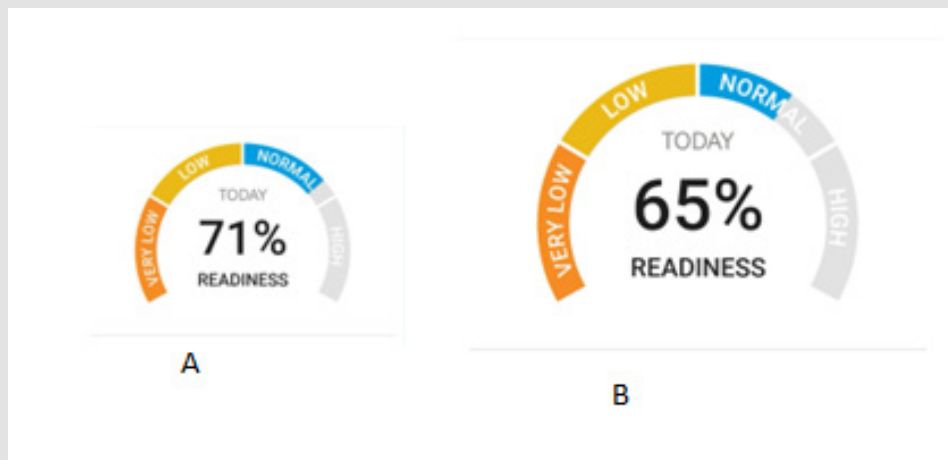 VERY LOW
LOW
NORMAL
HIGH
TODAY
71%
READINESS
A
VERY LOW
LOW
NORMAL
HIGH
TODAY
65%
READINESS
B